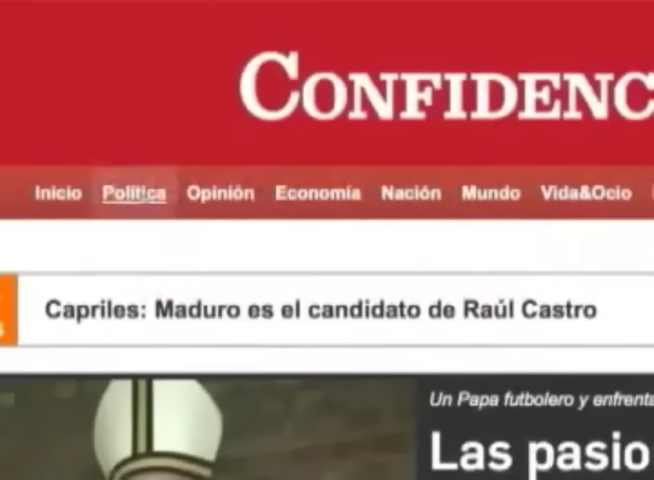 CONFIDENC
Inicio Política Opinión Economía Nación Mundo Vida&Ocio
Capriles: Maduro es el candidato de Raúl Castro
Un Papa futbolero y enfrenta
Las pasio